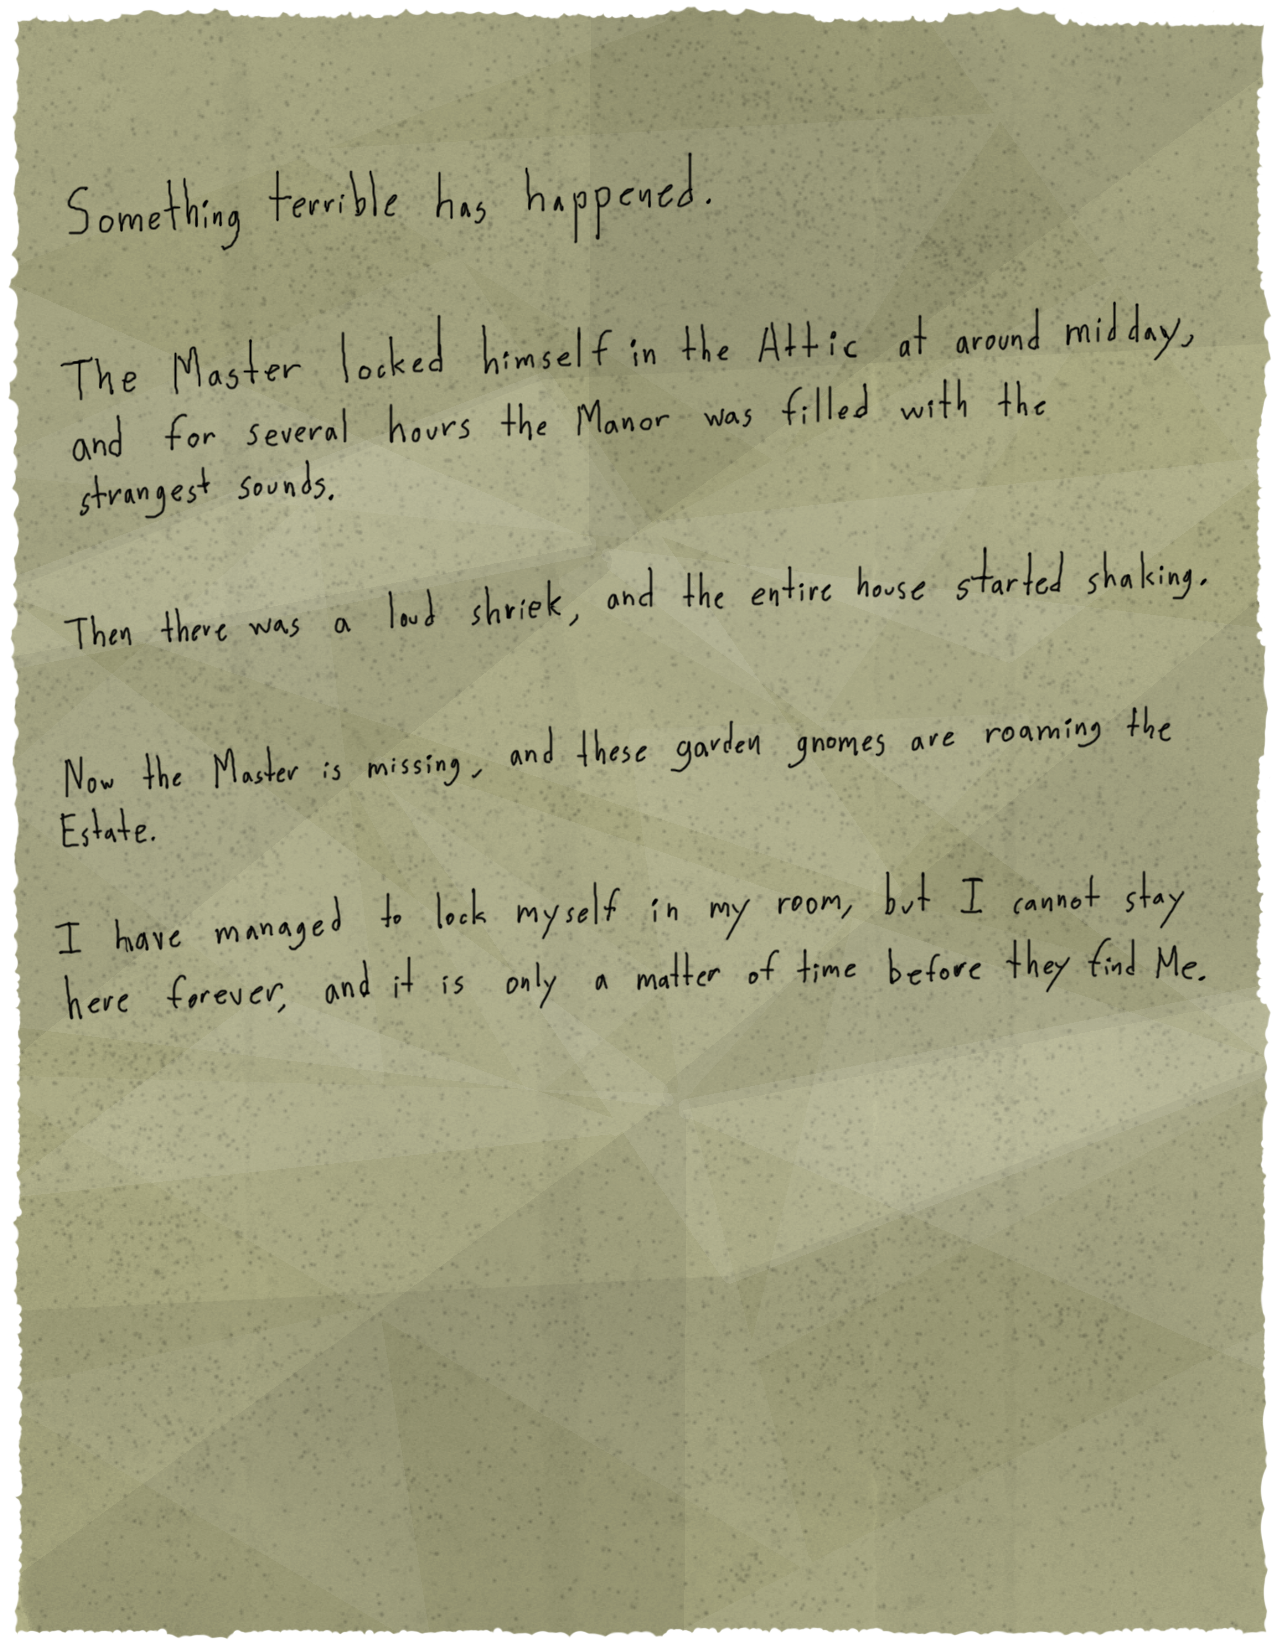 Something terrible has happened.
The Master locked himself in the Attic at around midday,
and for several hours the Manor was filled with the
strangest sounds.
Then there was a loud shriek, and the entire house started shaking.
Now the Master is missing, and these garden gnomes are roaming the
Estate.
I have managed to lock myself in my room, but I cannot stay
here forever, and it is only a matter of time before they find Me.